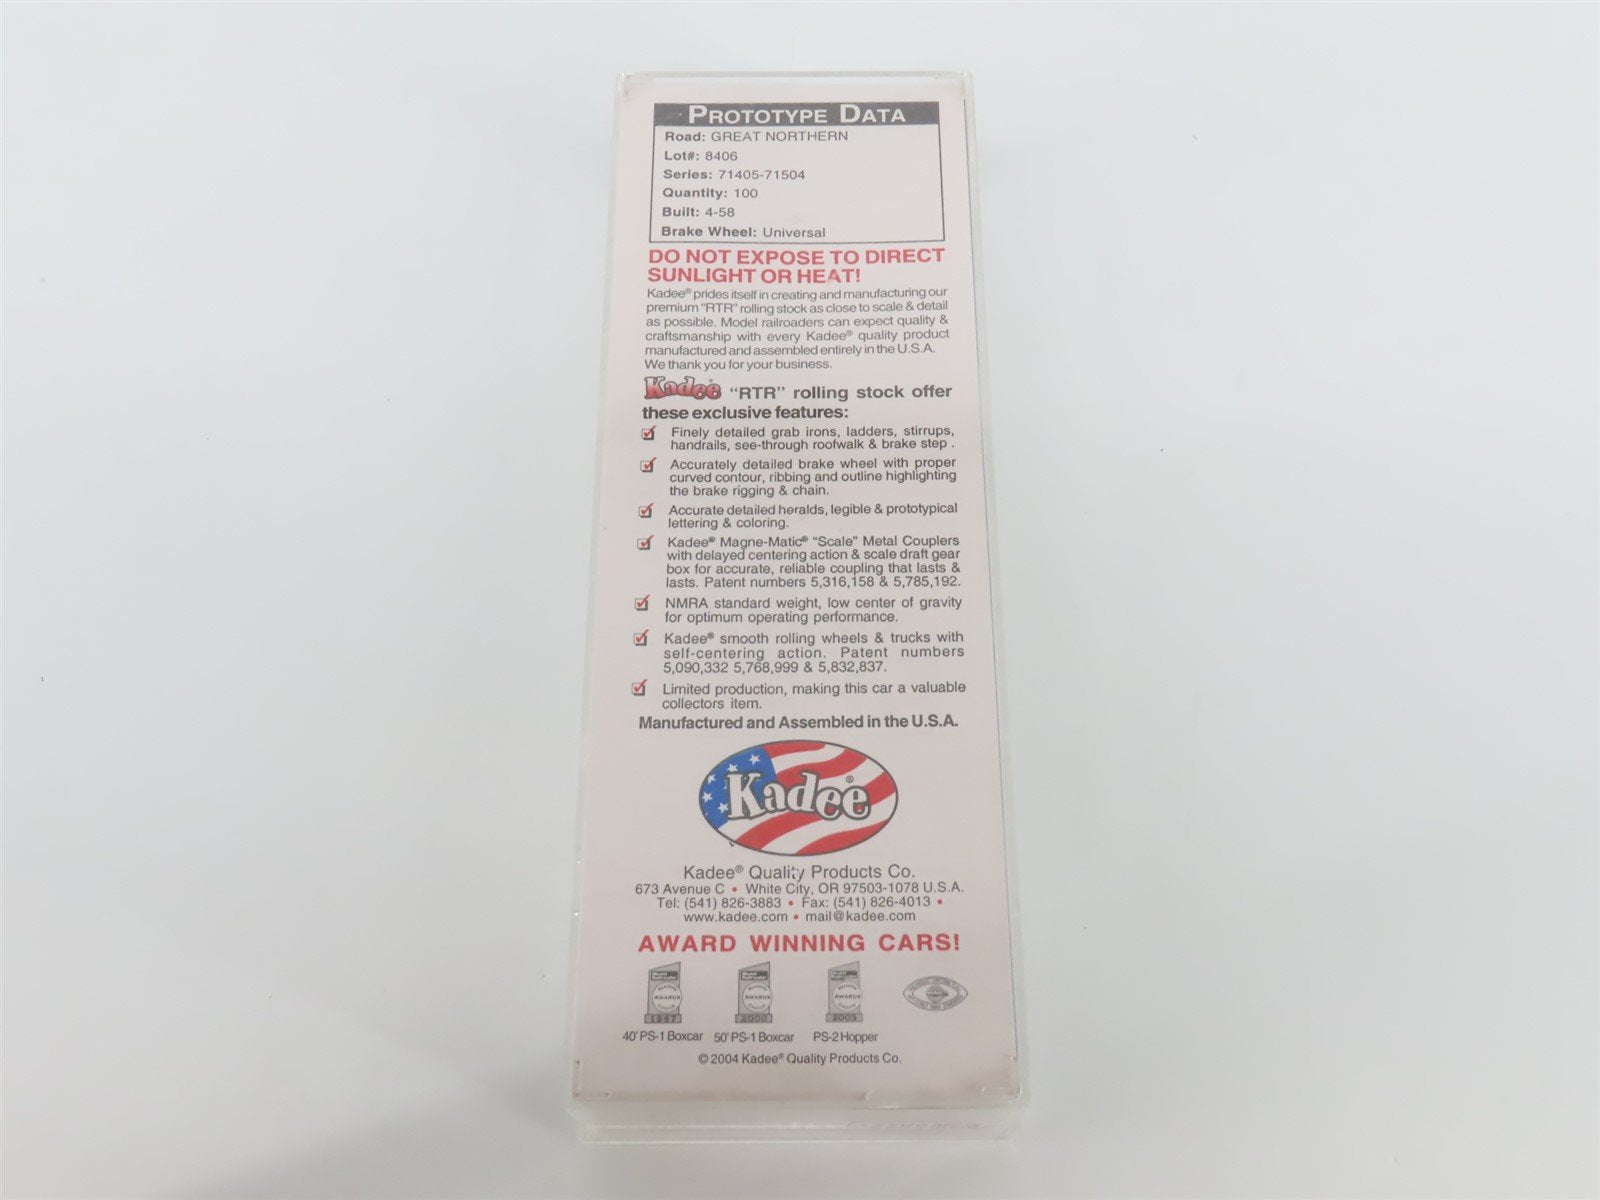 PROTOTYPE DATA
Road: GREAT NORTHERN
Lot#: 8406
Series: 71405-71504
Quantity: 100
Built: 4-58
Brake Wheel: Universal
DO NOT EXPOSE TO DIRECT
SUNLIGHT OR HEAT!
Kadee® prides itself in creating and manufacturing our
premium "RTR" rolling stock as close to scale & detail
as possible. Model railroaders can expect quality &
craftsmanship with every Kadee® quality product
manufactured and assembled entirely in the U.S.A.
We thank you for your business.
Kadee "RTR" rolling stock offer
these exclusive features:
Finely detailed grab irons, ladders, stirrups,
handrails, see-through roofwalk & brake step .
Accurately detailed brake wheel with proper
curved contour, ribbing and outline highlighting
the brake rigging & chain.
Accurate detailed heralds, legible & prototypical
lettering & coloring.
Kadee® Magne-Matic® "Scale" Metal Couplers
with delayed centering action & scale draft gear
box for accurate, reliable coupling that lasts &
lasts. Patent numbers 5,316,158 & 5,785,192.
NMRA standard weight, low center of gravity
for optimum operating performance.
Kadee® smooth rolling wheels & trucks with
self-centering action. Patent numbers
5,090,332 5,768,999 & 5,832,837.
Limited production, making this car a valuable
collectors item.
Manufactured and Assembled in the U.S.A.
Kadee®
Kadee® Quality Products Co.
673 Avenue C • White City, OR 97503-1078 U.S.A.
Tel: (541) 826-3883 • Fax: (541) 826-4013 •
www.kadee.com • mail@kadee.com
AWARD WINNING CARS!
AWARDS AWARDS AWARDS
1997 2000 2003
40' PS-1 Boxcar 50' PS-1 Boxcar PS-2 Hopper
© 2004 Kadee® Quality Products Co.